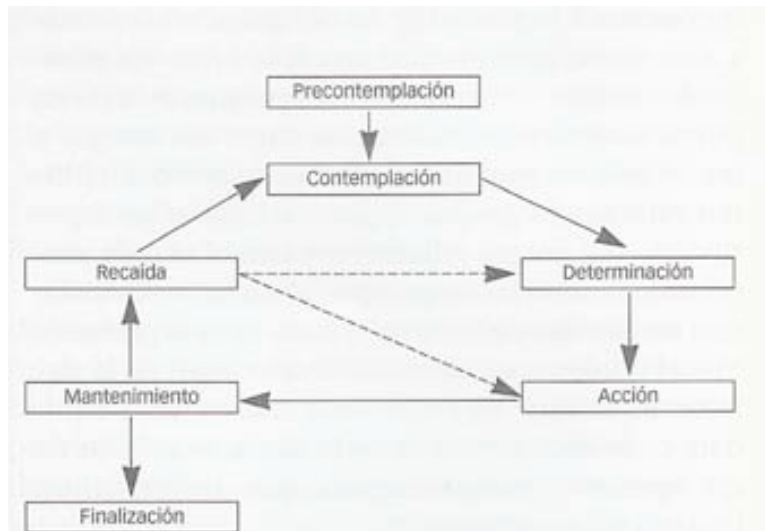 Precontemplación
Contemplación
Recaída
Determinación
Mantenimiento
Acción
Finalización